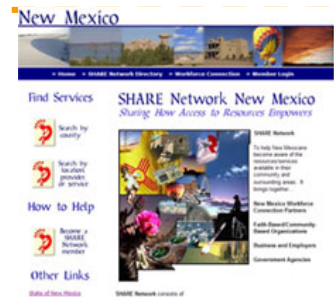 New Mexico
Home
SHARE Network Directory
Workforce Connection
Member Login
Find Services
Search by
county
Search by
location,
provider
or service
How to Help
Become a
SHARE
Network
member
Other Links
State of New Mexico
SHARE Network New Mexico
Sharing How Access to Resources Empowers
SHARE Network
To help New Mexicans
become aware of the
resources/services
available in their
community and
surrounding areas. It
brings together...
New Mexico Workforce
Connection Partners
Faith-Based/Community-
Based Organizations
Business and Employers
Government Agencies
SHARE Network consists of